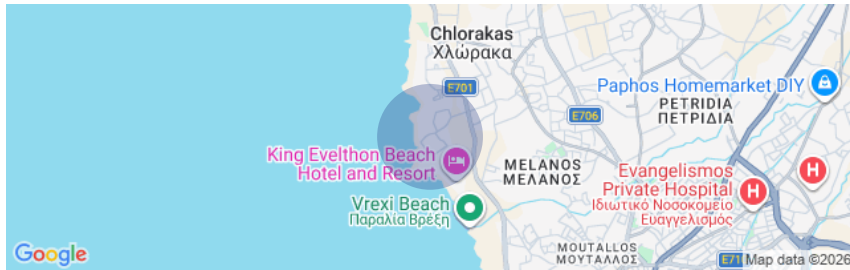 Chlorakas
Χλώρακα
E701
Paphos Homemarket DIY
PETRIDIA
ΠΕΤΡΙΔΙΑ
E706
King Evelthon Beach
Hotel and Resort
MELANOS
ΜΕΛΑΝΟΣ
Evangelismos
Private Hospital
Ιδιωτικό Νοσοκομείο
Ευαγγελισμός
H
H
Vrexi Beach
Παραλία Βρέξη
MOUTALLOS
ΜΟΥΤΑΛΛΟΣ
Google
E71
Map data ©2026